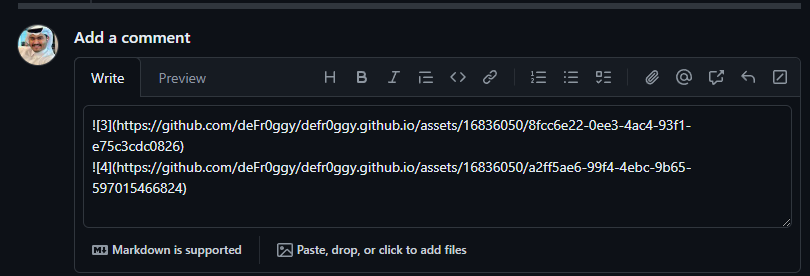 Add a comment
Write
Preview
![3](https://github.com/deFr0ggy/defr0ggy.github.io/assets/16836050/8fcc6e22-0ee3-4ac4-93f1-
e75c3cdc0826)
![4](https://github.com/deFr0ggy/defr0ggy.github.io/assets/16836050/a2ff5ae6-99f4-4ebc-9b65-
597015466824)
Markdown is supported
Paste, drop, or click to add files